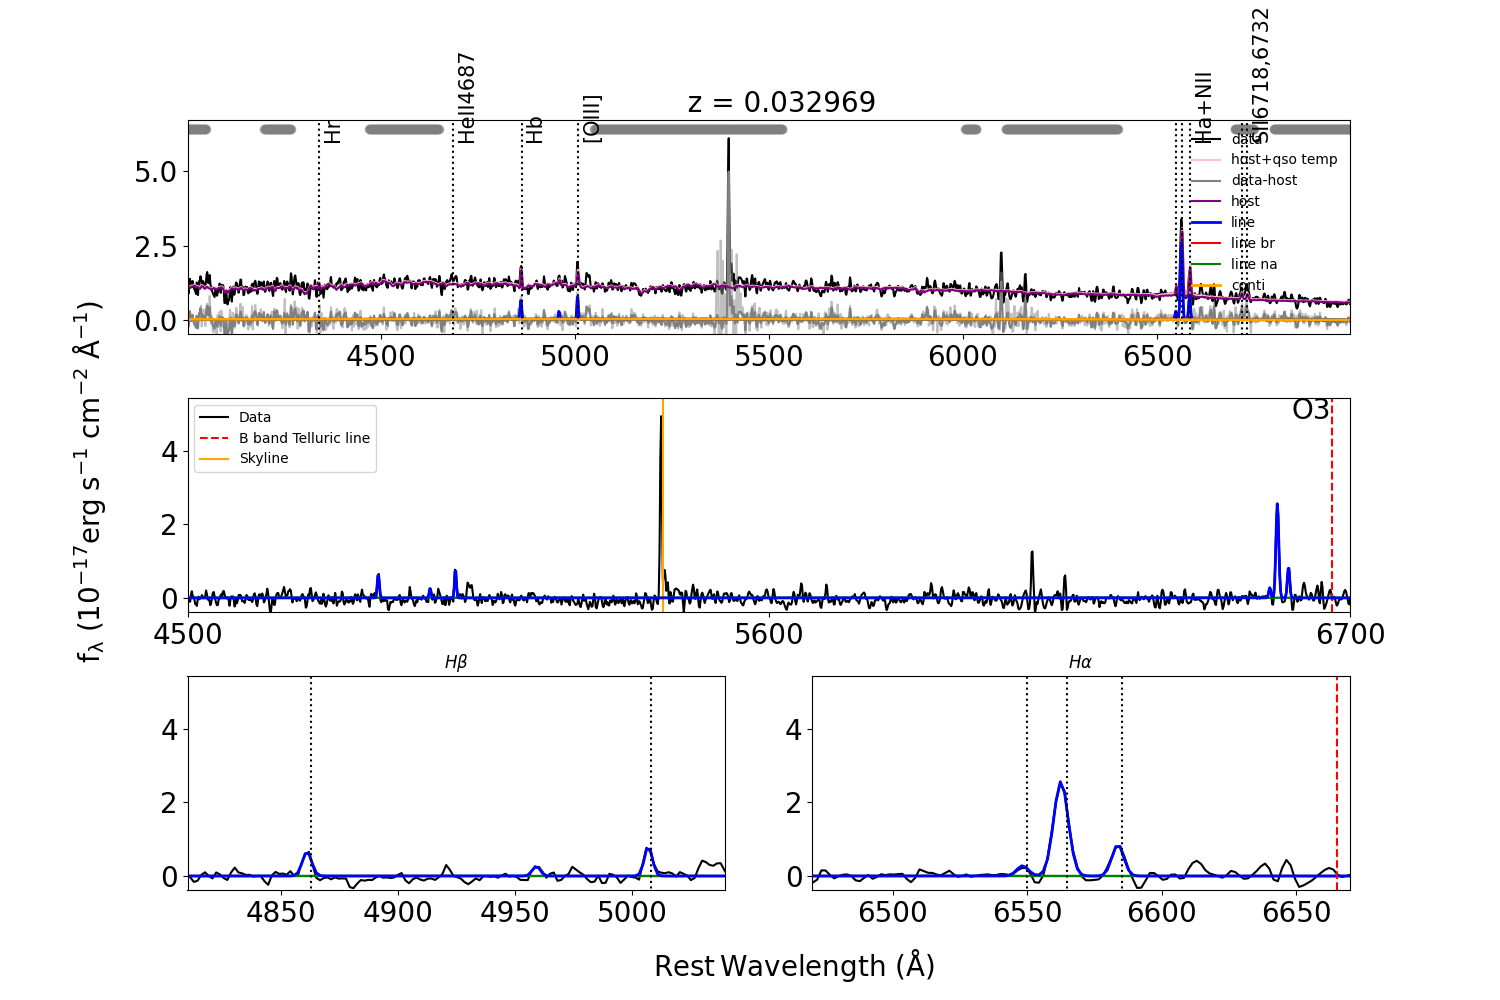 z = 0.032969
Hr
HeII4687
Hb
[OIII]
Ha+NII
SII6718,6732
data
host+qso temp
data-host
host
line
line br
line na
conti
5.0
2.5
0.0
4500 5000 5500 6000 6500
O3
Data
B band Telluric line
Skyline
4
2
0
4500 5600 6700
fλ (10−17erg s−1 cm−2 Å−1)
Hβ
4
2
0
4850 4900 4950 5000
Hα
4
2
0
6500 6550 6600 6650
Rest Wavelength (Å)